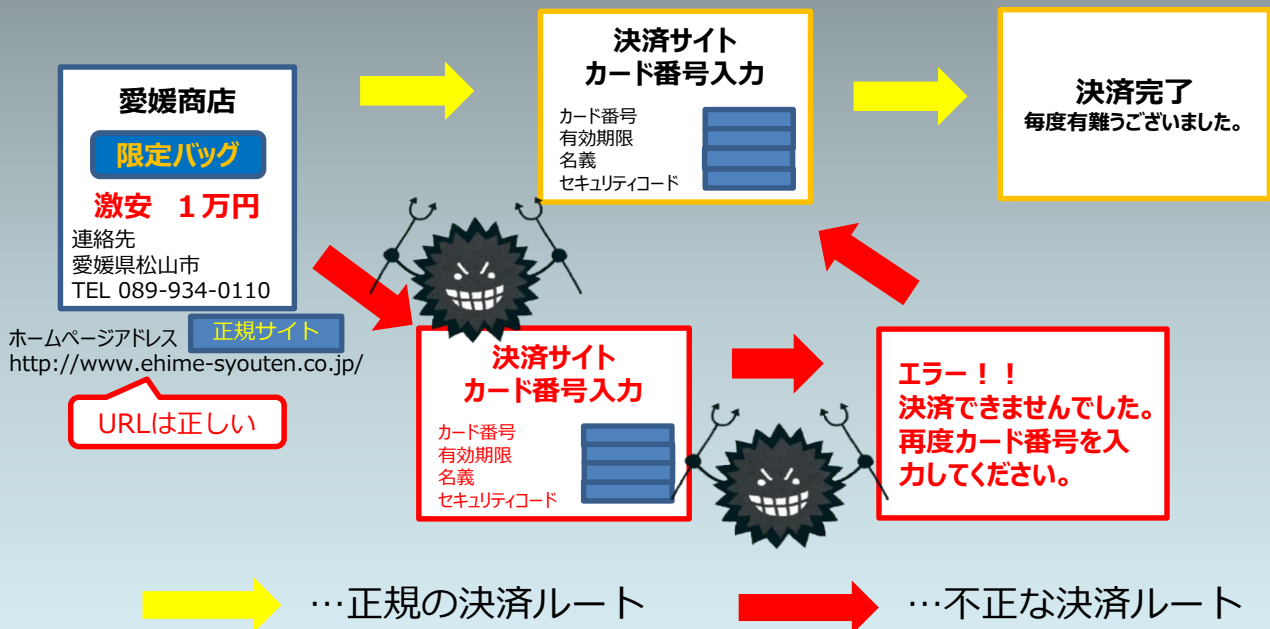 愛媛商店
限定バッグ
激安　１万円
連絡先
愛媛県松山市
TEL 089-934-0110
ホームページアドレス
正規サイト
http://www.ehime-syouten.co.jp/
URLは正しい
決済サイト
カード番号入力
カード番号
有効期限
名義
セキュリティコード
決済完了
毎度有難うございました。
決済サイト
カード番号入力
カード番号
有効期限
名義
セキュリティコード
エラー！！
決済できませんでした。
再度カード番号を入
力してください。
…正規の決済ルート
…不正な決済ルート